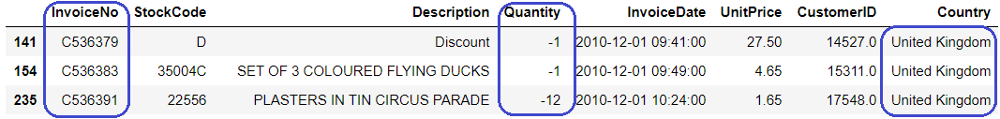 InvoiceNo StockCode Description Quantity InvoiceDate UnitPrice CustomerID Country
141 C536379 D Discount -1 2010-12-01 09:41:00 27.50 14527.0 United Kingdom
154 C536383 35004C SET OF 3 COLOURED FLYING DUCKS -1 2010-12-01 09:49:00 4.65 15311.0 United Kingdom
235 C536391 22556 PLASTERS IN TIN CIRCUS PARADE -12 2010-12-01 10:24:00 1.65 17548.0 United Kingdom